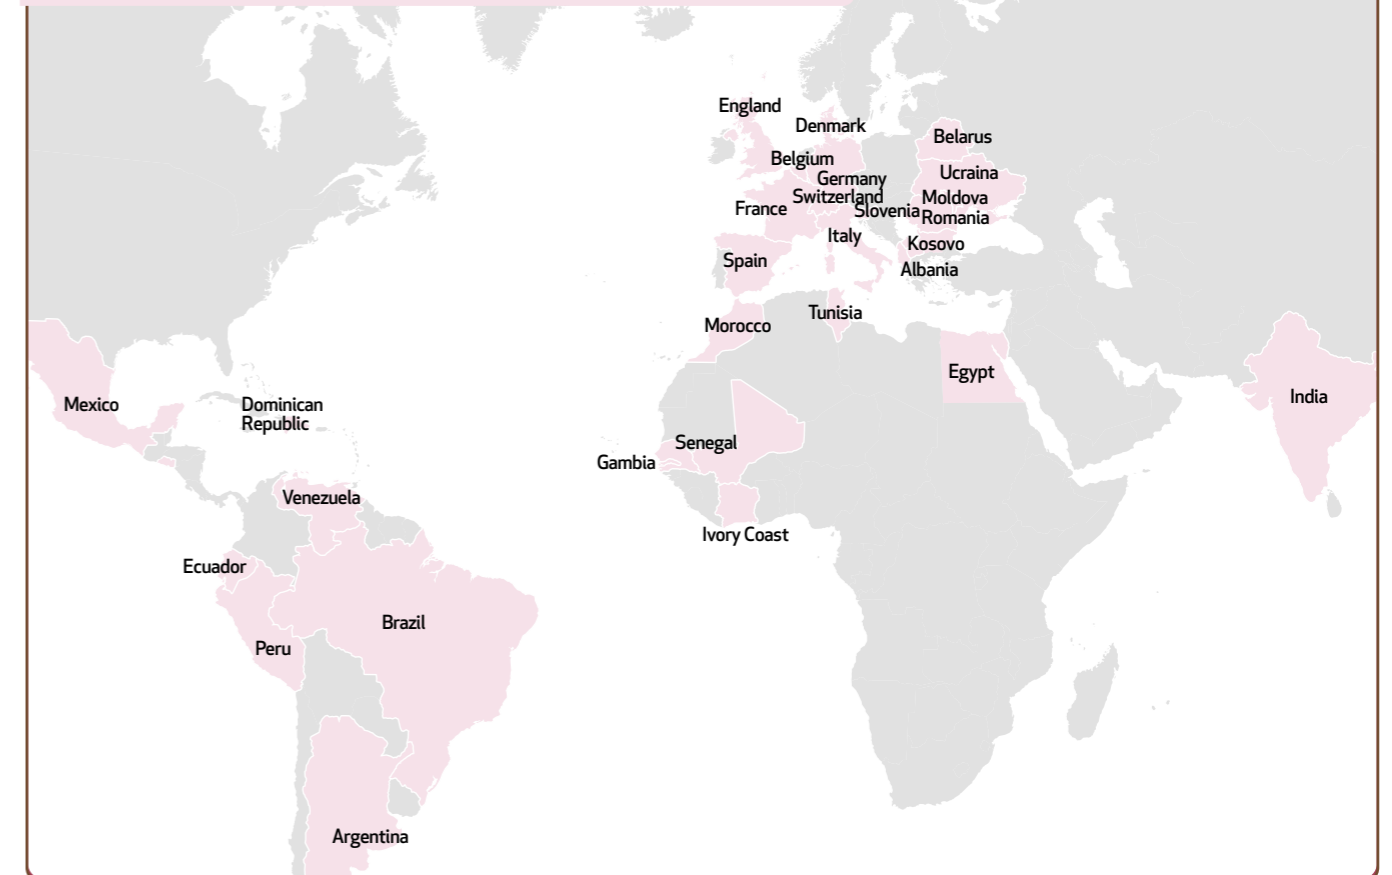 England
Denmark
Belarus
Belgium
Ucraina
Germany
Switzerland
Moldova
France
Slovenia
Romania
Italy
Kosovo
Spain
Albania
Tunisia
Morocco
Egypt
India
Mexico
Dominican
Republic
Senegal
Gambia
Venezuela
Ivory Coast
Ecuador
Brazil
Peru
Argentina